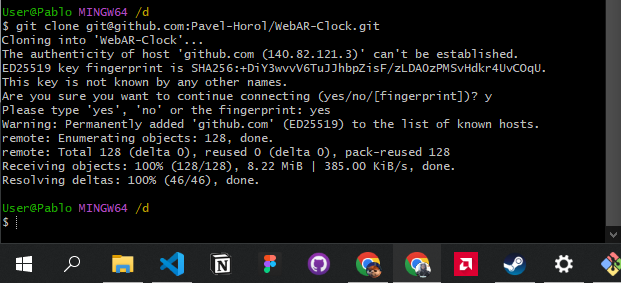 User@Pablo MINGW64 /d
$ git clone git@github.com:Pavel-Horol/WebAR-Clock.git
Cloning into 'WebAR-Clock'...
The authenticity of host 'github.com (140.82.121.3)' can't be established.
ED25519 key fingerprint is SHA256:+DiY3wvvV6TuJJhbpZisF/zLDA0zPMSvHdkr4UvCOqU.
This key is not known by any other names.
Are you sure you want to continue connecting (yes/no/[fingerprint])? y
Please type 'yes', 'no' or the fingerprint: yes
Warning: Permanently added 'github.com' (ED25519) to the list of known hosts.
remote: Enumerating objects: 128, done.
remote: Total 128 (delta 0), reused 0 (delta 0), pack-reused 128
Receiving objects: 100% (128/128), 8.22 MiB | 385.00 KiB/s, done.
Resolving deltas: 100% (46/46), done.
User@Pablo MINGW64 /d
$